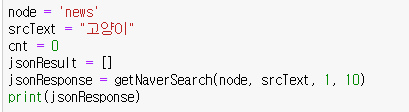 node = 'news'
srcText = "고양이"
cnt = 0
jsonResult = []
jsonResponse = getNaverSearch(node, srcText, 1, 10)
print(jsonResponse)